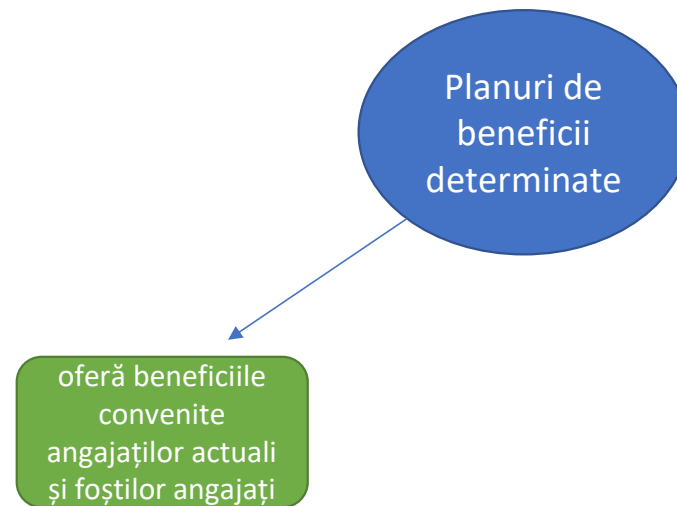 Planuri de
beneficii
determinate
oferă beneficiile
convenite
angajaților actuali
și foștilor angajați